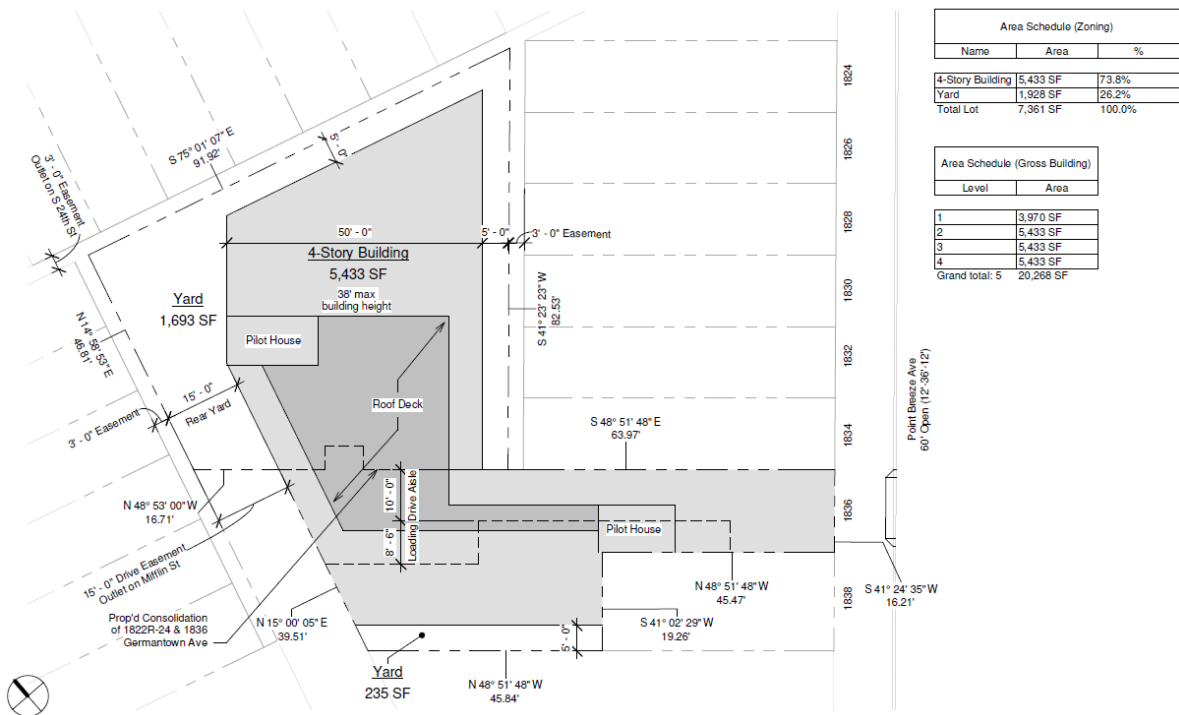 S 75° 01' 07" E
91.92'
5' - 0"
3' - 0" Easement
Outlet on S 24th St
50' - 0"
5' - 0"
3' - 0" Easement
4-Story Building
5,433 SF
38' max
building height
Yard
1,693 SF
S 41° 23' 23" W
82.53'
N 14° 58' 53" E
46.81'
Pilot House
15' - 0"
Rear Yard
3' - 0" Easement
Roof Deck
S 48° 51' 48" E
63.97'
N 48° 53' 00" W
16.71'
10' - 0"
8' - 6"
Loading Drive Aisle
15' - 0" Drive Easement
Outlet on Mifflin St
Pilot House
N 48° 51' 48" W
45.47'
S 41° 24' 35" W
16.21'
Prop'd Consolidation
of 1822R-24 & 1836
Germantown Ave
N 15° 00' 05" E
39.51'
S 41° 02' 29" W
19.26'
5' - 0"
Yard
235 SF
N 48° 51' 48" W
45.84'
1824
1826
1828
1830
1832
1834
1836
1838
Point Breeze Ave
60' Open (12'-36'-12')
Area Schedule (Zoning)
Name Area %
4-Story Building 5,433 SF 73.8%
Yard 1,928 SF 26.2%
Total Lot 7,361 SF 100.0%
Area Schedule (Gross Building)
Level Area
1 3,970 SF
2 5,433 SF
3 5,433 SF
4 5,433 SF
Grand total: 5 20,268 SF